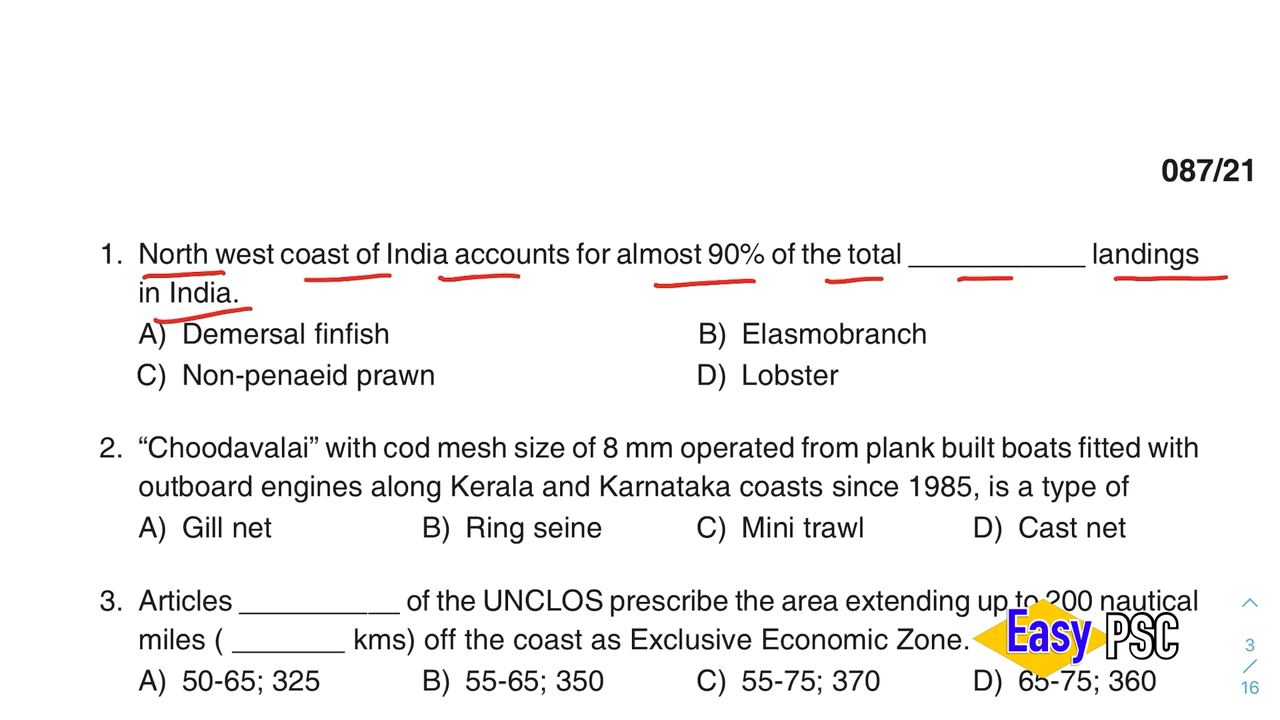 087/21
1. North west coast of India accounts for almost 90% of the total ___________ landings
in India.
A) Demersal finfish B) Elasmobranch
C) Non-penaeid prawn D) Lobster
2. “Choodavalai” with cod mesh size of 8 mm operated from plank built boats fitted with
outboard engines along Kerala and Karnataka coasts since 1985, is a type of
A) Gill net B) Ring seine C) Mini trawl D) Cast net
3. Articles __________ of the UNCLOS prescribe the area extending up to 200 nautical
miles ( _______ kms) off the coast as Exclusive Economic Zone.
Easy PSC
A) 50-65; 325 B) 55-65; 350 C) 55-75; 370 D) 65-75; 360
3
/
16